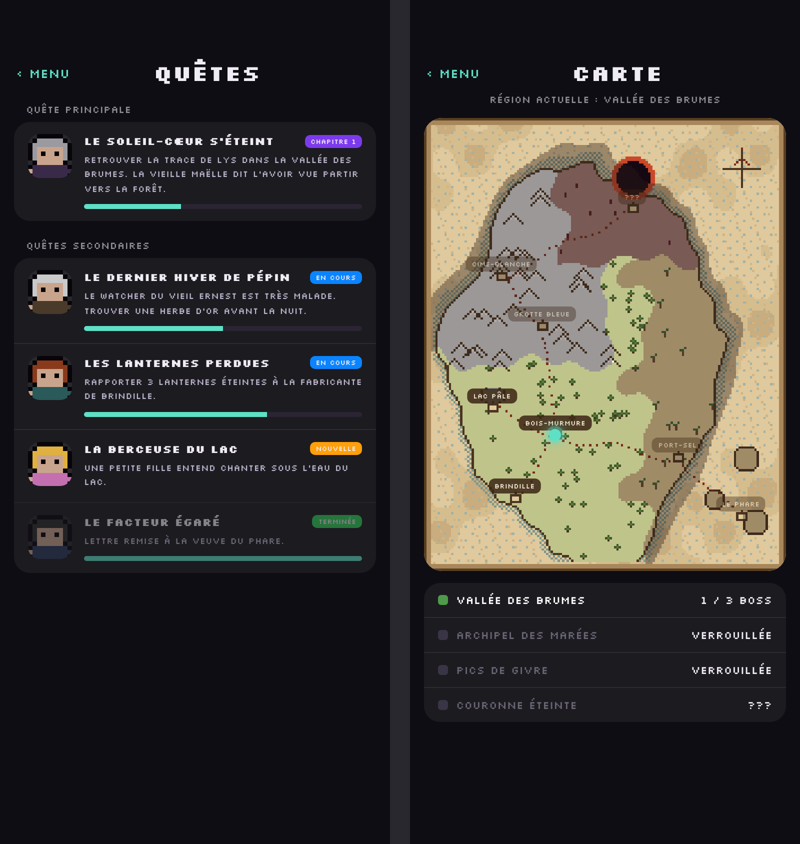 ‹ MENU
QUÊTES
QUÊTE PRINCIPALE
LE SOLEIL-CŒUR S'ÉTEINT
CHAPITRE 1
RETROUVER LA TRACE DE LYS DANS LA VALLÉE DES
BRUMES. LA VIEILLE MAËLLE DIT L'AVOIR VUE PARTIR
VERS LA FORÊT.
QUÊTES SECONDAIRES
LE DERNIER HIVER DE PÉPIN
EN COURS
LE WATCHER DU VIEIL ERNEST EST TRÈS MALADE.
TROUVER UNE HERBE D'OR AVANT LA NUIT.
LES LANTERNES PERDUES
EN COURS
RAPPORTER 3 LANTERNES ÉTEINTES À LA FABRICANTE
DE BRINDILLE.
LA BERCEUSE DU LAC
NOUVELLE
UNE PETITE FILLE ENTEND CHANTER SOUS L'EAU DU
LAC.
LE FACTEUR ÉGARÉ
TERMINÉE
LETTRE REMISE À LA VEUVE DU PHARE.
‹ MENU
CARTE
RÉGION ACTUELLE : VALLÉE DES BRUMES
???
CIME-BLANCHE
GROTTE BLEUE
LAC PÂLE
BOIS-MURMURE
PORT-SEL
BRINDILLE
LE PHARE
VALLÉE DES BRUMES
1 / 3 BOSS
ARCHIPEL DES MARÉES
VERROUILLÉE
PICS DE GIVRE
VERROUILLÉE
COURONNE ÉTEINTE
???